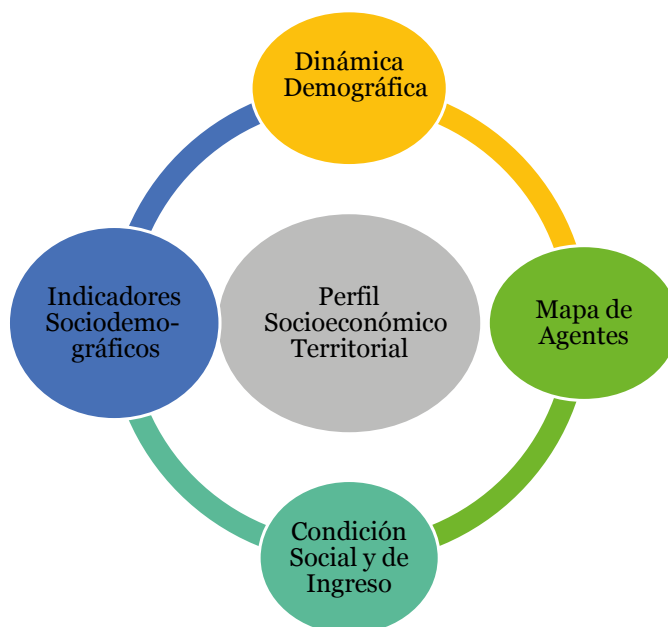 Dinámica
Demográfica
Indicadores
Sociodemo-
gráficos
Perfil
Socioeconómico
Territorial
Mapa de
Agentes
Condición
Social y de
Ingreso